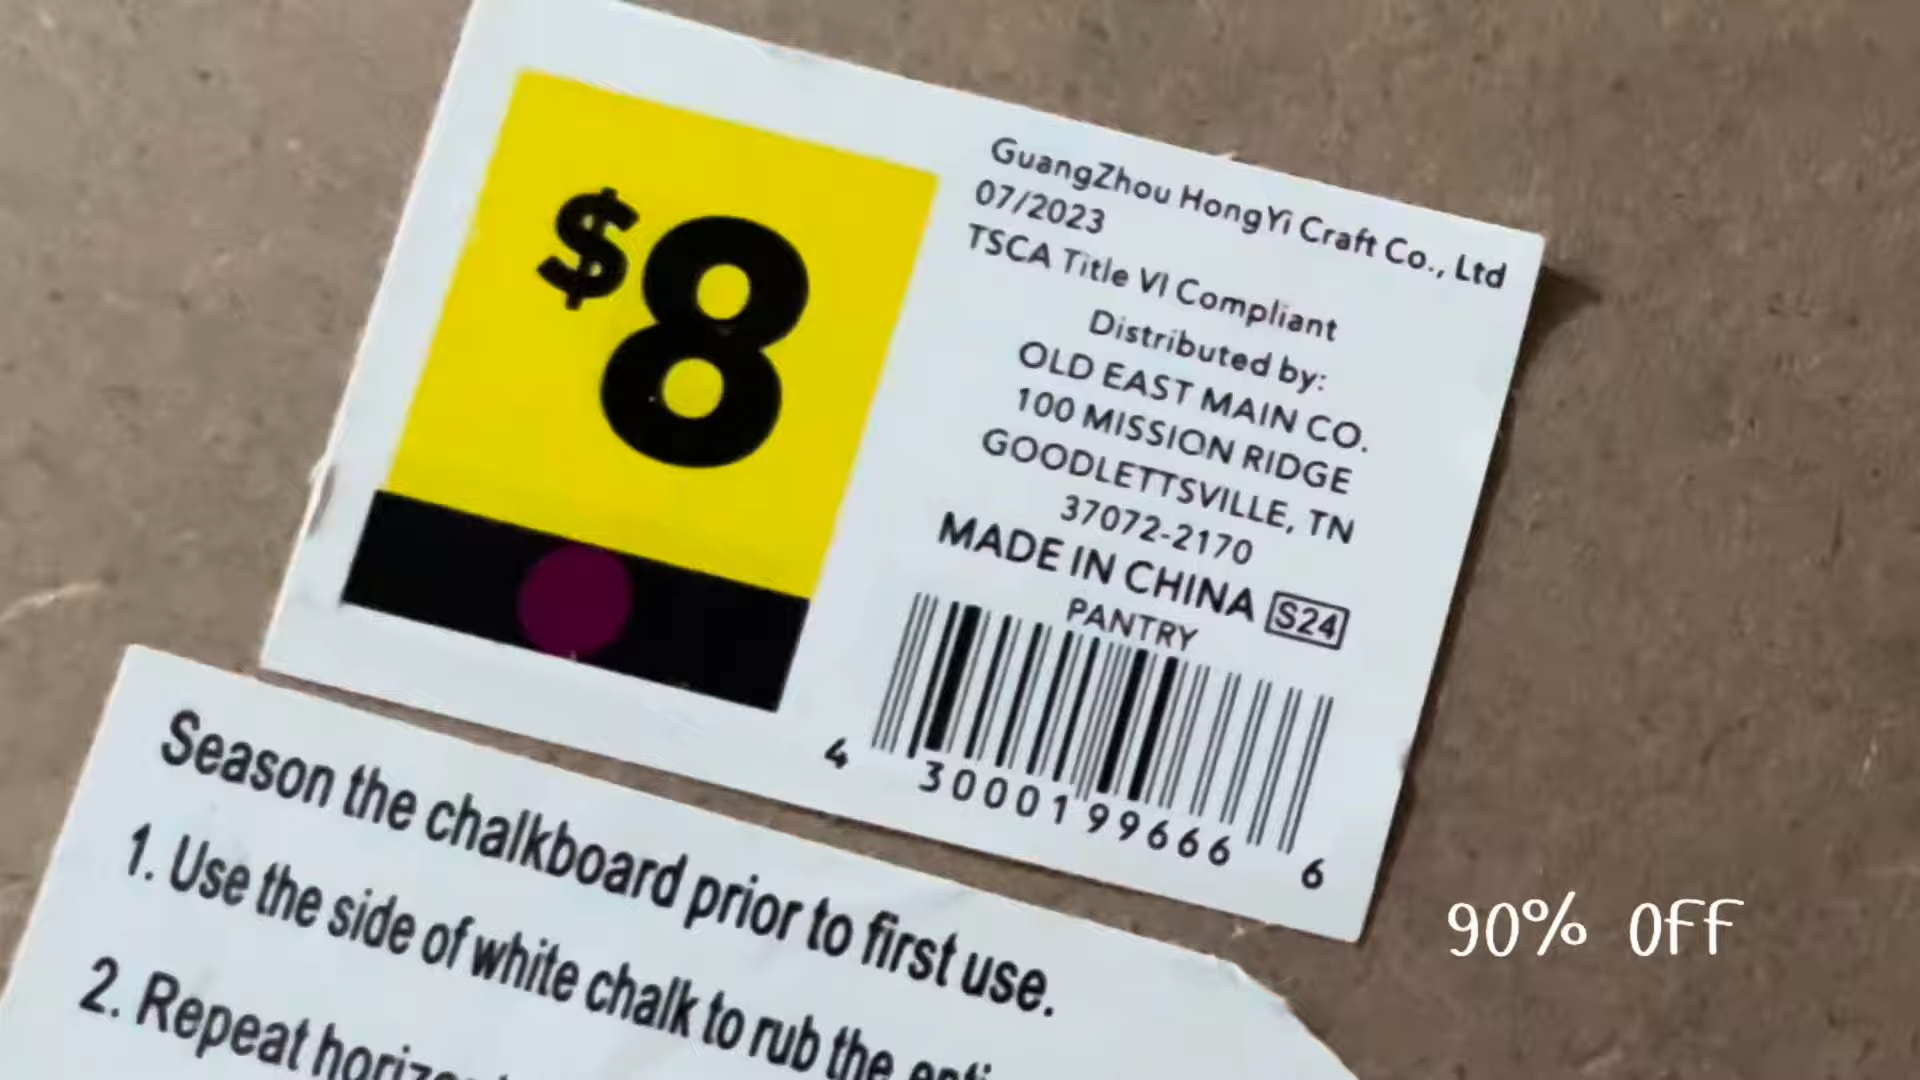 $8
GuangZhou HongYi Craft Co., Ltd
07/2023
TSCA Title VI Compliant
Distributed by:
OLD EAST MAIN CO.
100 MISSION RIDGE
GOODLETTSVILLE, TN
37072-2170
MADE IN CHINA S24
PANTRY
4 30001 99666 6
Season the chalkboard prior to first use.
1. Use the side of white chalk to rub the
2. Repeat
90% Off